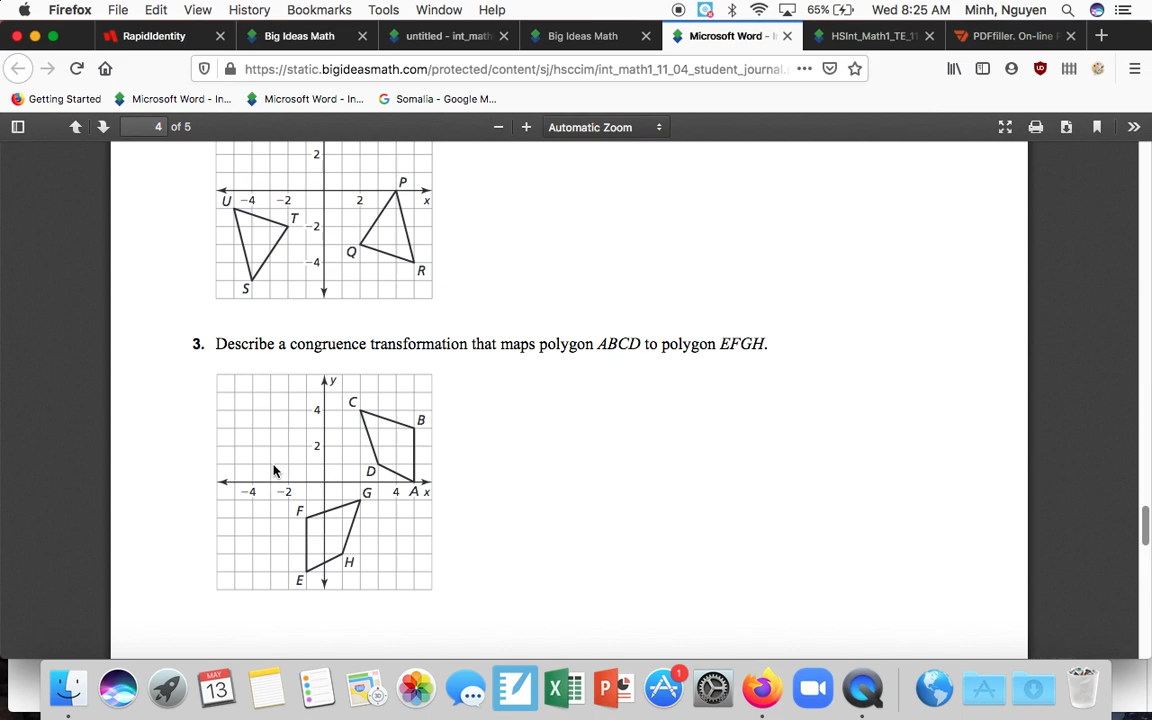 Firefox File Edit View History Bookmarks Tools Window Help 65% Wed 8:25 AM Minh, Nguyen
RapidIdentity Big Ideas Math untitled - int_math Big Ideas Math Microsoft Word - I HSInt_Math1_TE_11 PDFfiller. On-line P
https://static.bigideasmath.com/protected/content/sj/hsccim/int_math1_11_04_student_journal.
Getting Started Microsoft Word - In... Microsoft Word - In... Somalia - Google M...
4 of 5 Automatic Zoom
2
P
U −4 −2 2 x
T −2
Q −4 R
S
3. Describe a congruence transformation that maps polygon ABCD to polygon EFGH.
y
C
4 B
2
D
−4 −2 G 4 A x
F
H
E
1
MAY
13